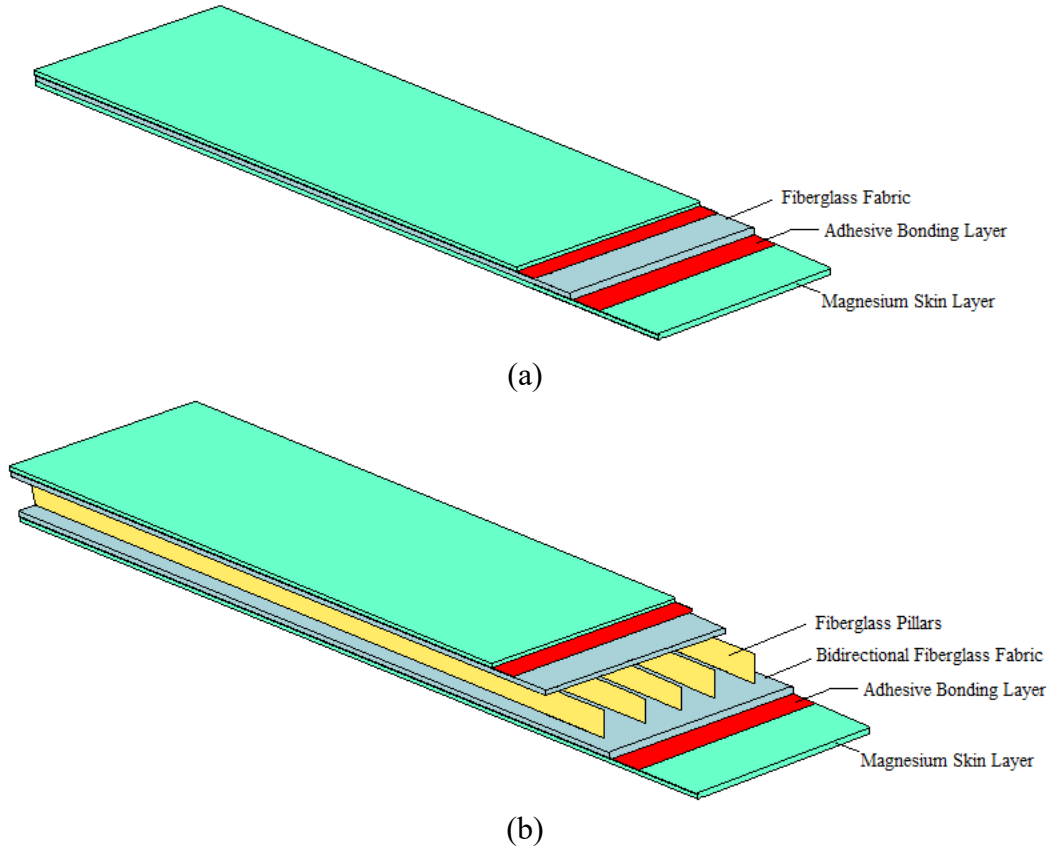 Fiberglass Fabric
Adhesive Bonding Layer
Magnesium Skin Layer
(a)
Fiberglass Pillars
Bidirectional Fiberglass Fabric
Adhesive Bonding Layer
Magnesium Skin Layer
(b)